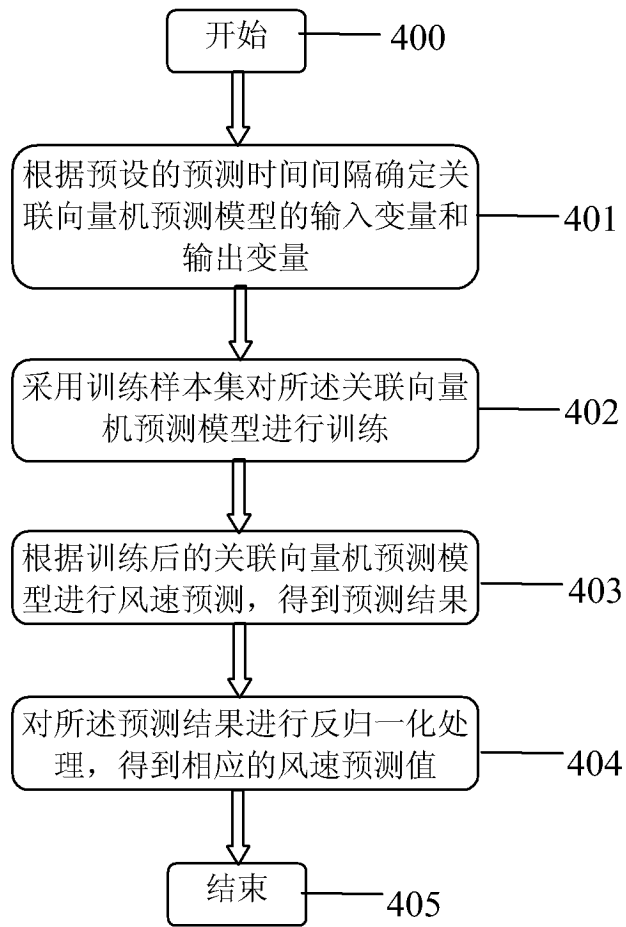 开始
400
根据预设的预测时间间隔确定关
联向量机预测模型的输入变量和
输出变量
401
采用训练样本集对所述关联向量
机预测模型进行训练
402
根据训练后的关联向量机预测模
型进行风速预测，得到预测结果
403
对所述预测结果进行反归一化处
理，得到相应的风速预测值
404
结束
405